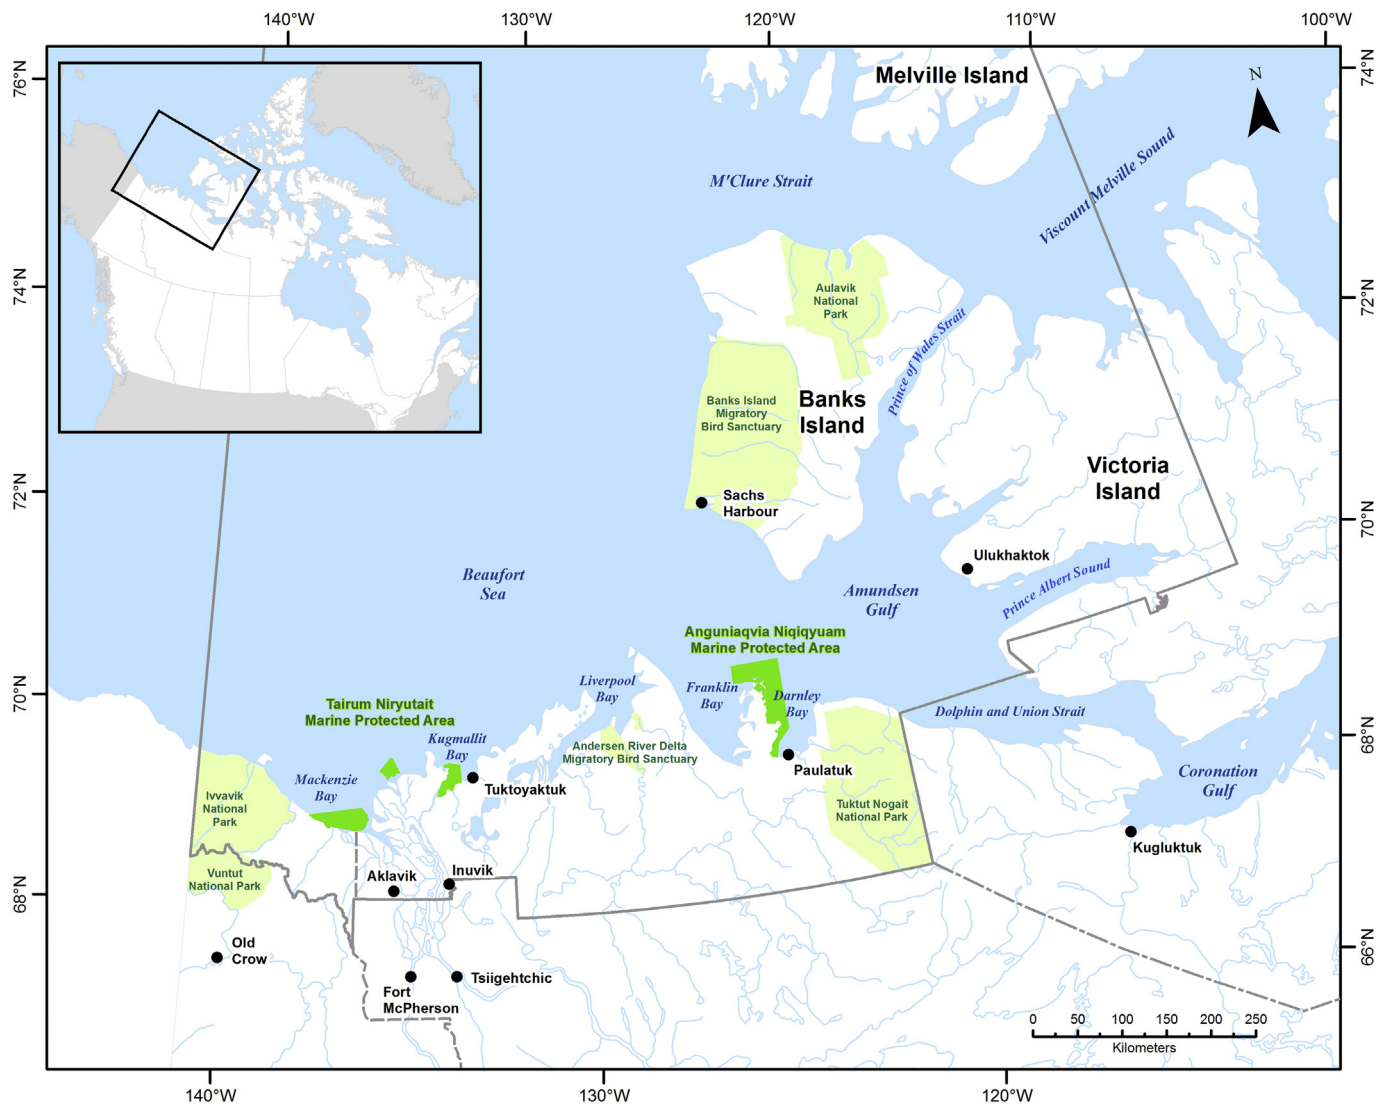 140°W
130°W
120°W
110°W
100°W
76°N
74°N
72°N
70°N
68°N
74°N
72°N
70°N
68°N
66°N
N
Melville Island
M'Clure Strait
Viscount Melville Sound
Aulavik
National
Park
Prince of Wales Strait
Banks Island
Migratory
Bird Sanctuary
Banks
Island
Victoria
Island
Sachs
Harbour
Ulukhaktok
Prince Albert Sound
Beaufort
Sea
Amundsen
Gulf
Anguniaqvia Niqiqyuam
Marine Protected Area
Liverpool
Bay
Franklin
Bay
Darnley
Bay
Dolphin and Union Strait
Tairum Niryutait
Marine Protected Area
Kugmallit
Bay
Andersen River Delta
Migratory Bird Sanctuary
Paulatuk
Mackenzie
Bay
Tuktoyaktuk
Coronation
Gulf
Ivvavik
National
Park
Tuktut Nogait
National Park
Kugluktuk
Vuntut
National Park
Aklavik
Inuvik
Old
Crow
Fort
McPherson
Tsiigehtchic
0 50 100 150 200 250
Kilometers
140°W
130°W
120°W